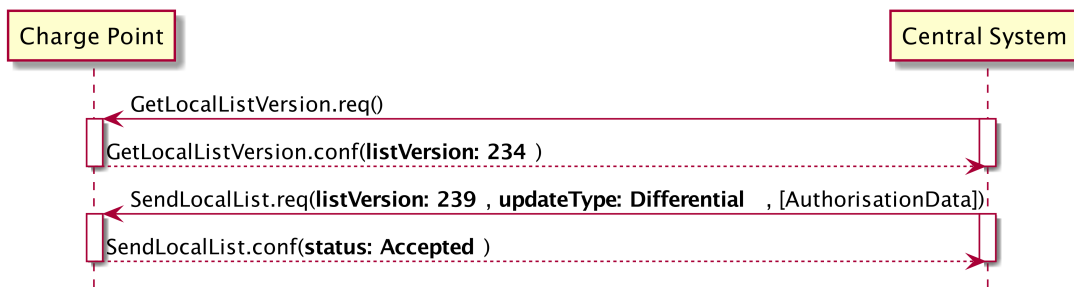 Charge Point
Central System
GetLocalListVersion.req()
GetLocalListVersion.conf(listVersion: 234 )
SendLocalList.req(listVersion: 239 , updateType: Differential , [AuthorisationData])
SendLocalList.conf(status: Accepted )